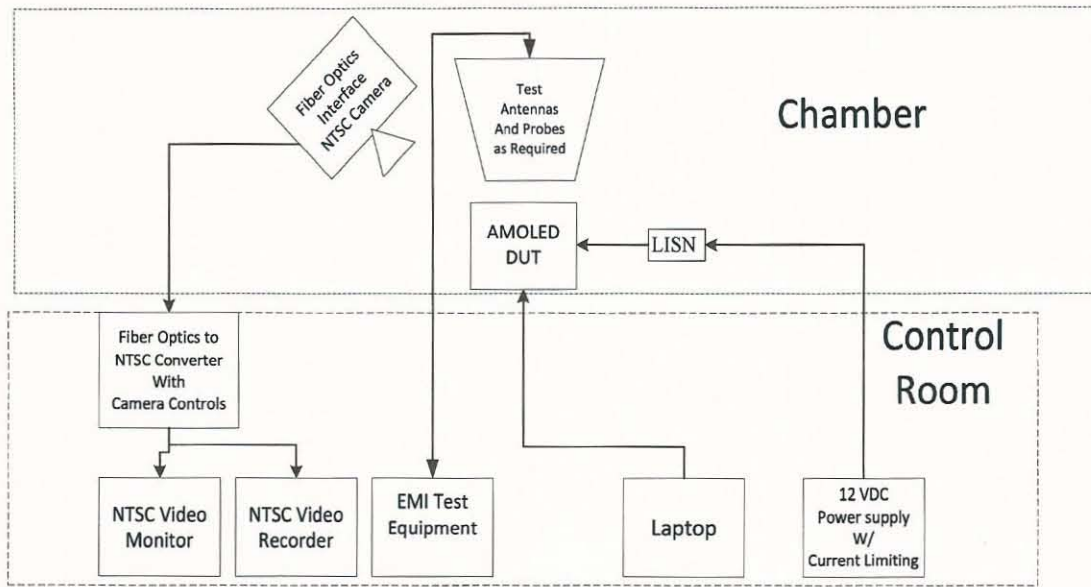 Fiber Optics
Interface
NTSC Camera
Test
Antennas
And Probes
as Required
Chamber
AMOLED
DUT
LISN
Fiber Optics to
NTSC Converter
With
Camera Controls
Control
Room
NTSC Video
Monitor
NTSC Video
Recorder
EMI Test
Equipment
Laptop
12 VDC
Power supply
W/
Current Limiting